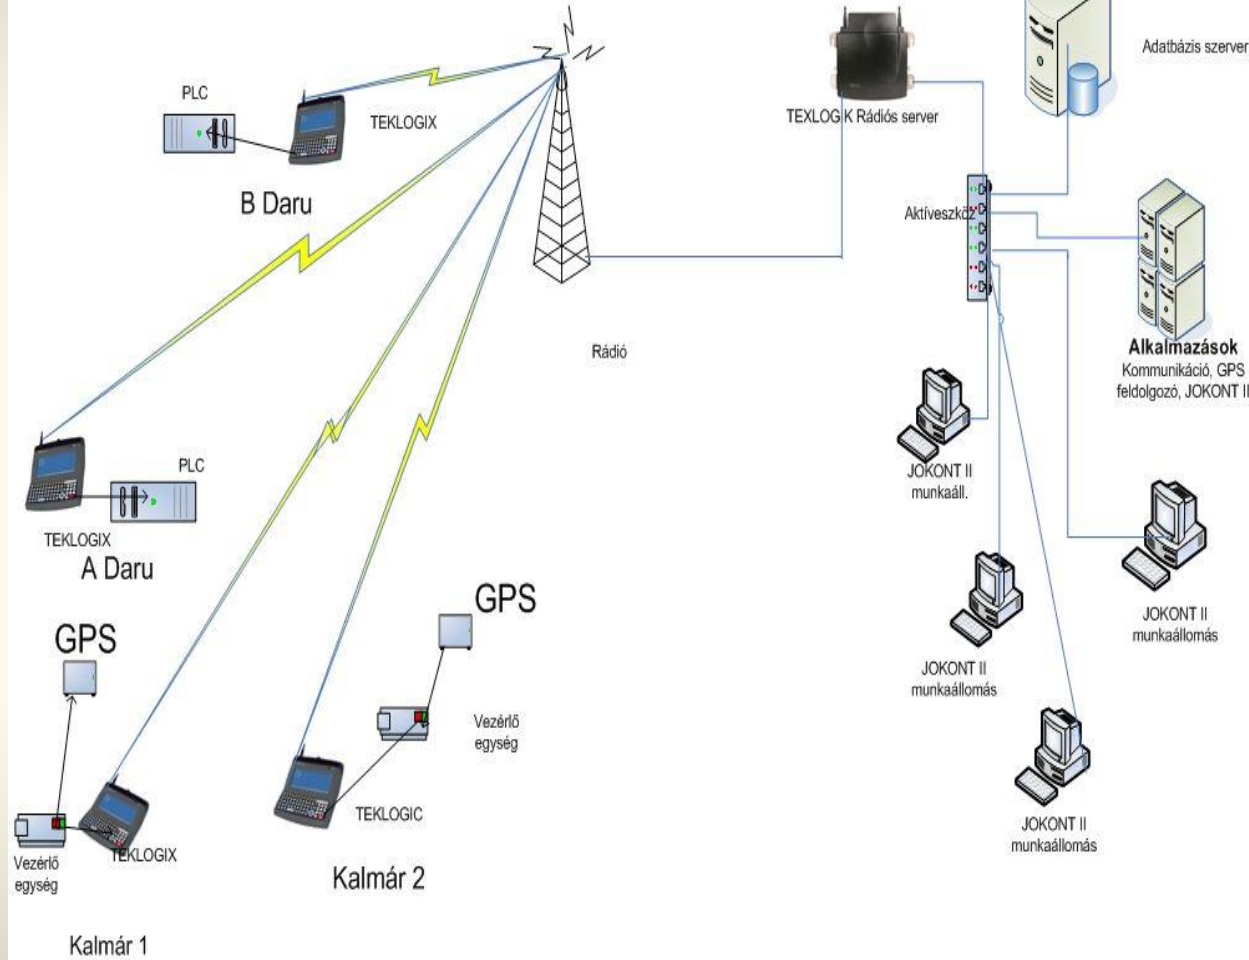 Adatbázis szerver
PLC
TEKLOGIX
TEXLOGIK Rádiós server
B Daru
Aktíveszköz
Rádió
Alkalmazások
Kommunikáció, GPS
feldolgozó, JOKONT II
PLC
TEKLOGIX
A Daru
JOKONT II
munkaáll.
GPS
GPS
JOKONT II
munkaállomás
JOKONT II
munkaállomás
Vezérlő
egység
TEKLOGIC
JOKONT II
munkaállomás
TEKLOGIX
Vezérlő
egység
Kalmár 2
Kalmár 1